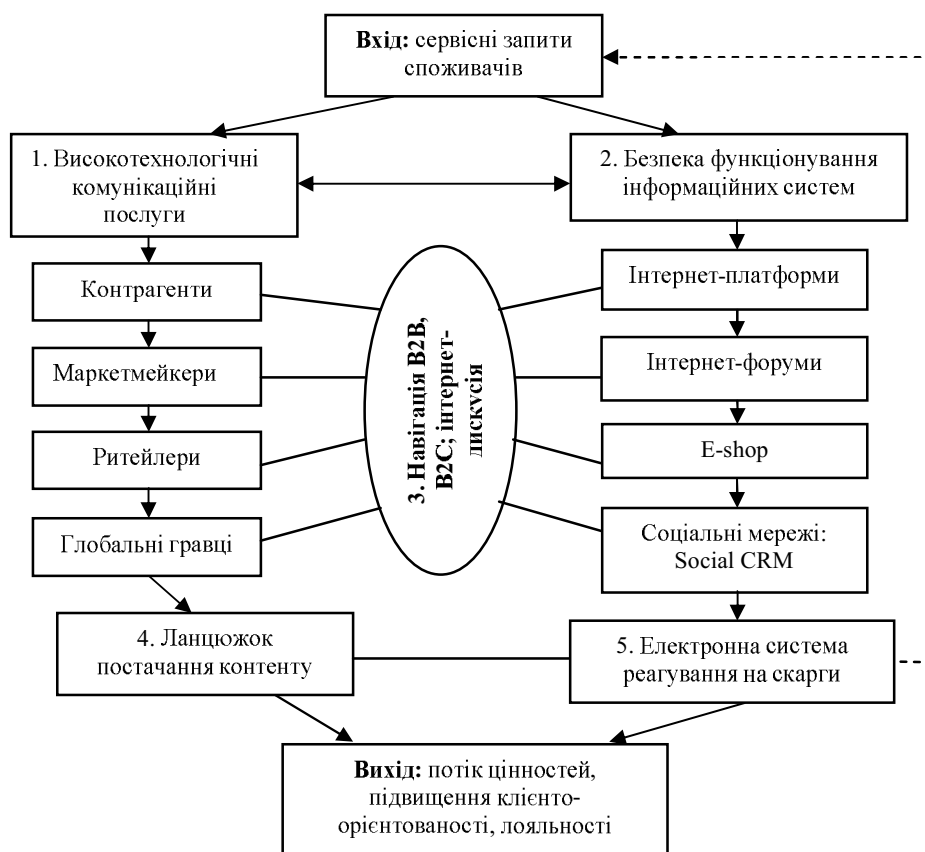 Вхід: сервісні запити
споживачів
1. Високотехнологічні
комунікаційні
послуги
2. Безпека функціонування
інформаційних систем
Контрагенти
Маркетмейкери
Ритейлери
Глобальні гравці
3. Навігація B2B,
B2C; інтернет-
дискусія
Інтернет-платформи
Інтернет-форуми
E-shop
Соціальні мережі:
Social CRM
4. Ланцюжок
постачання контенту
5. Електронна система
реагування на скарги
Вихід: потік цінностей,
підвищення клієнто-
орієнтованості, лояльності